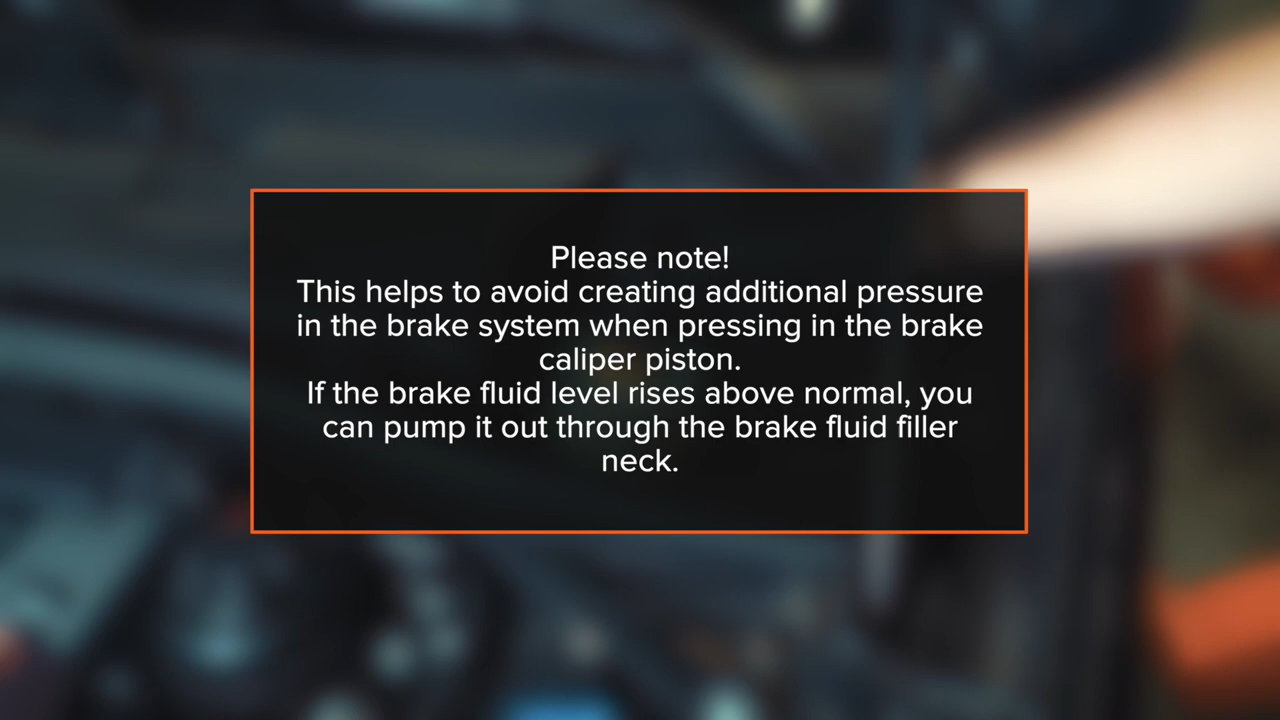 Please note!
This helps to avoid creating additional pressure
in the brake system when pressing in the brake
caliper piston.
If the brake fluid level rises above normal, you
can pump it out through the brake fluid filler
neck.